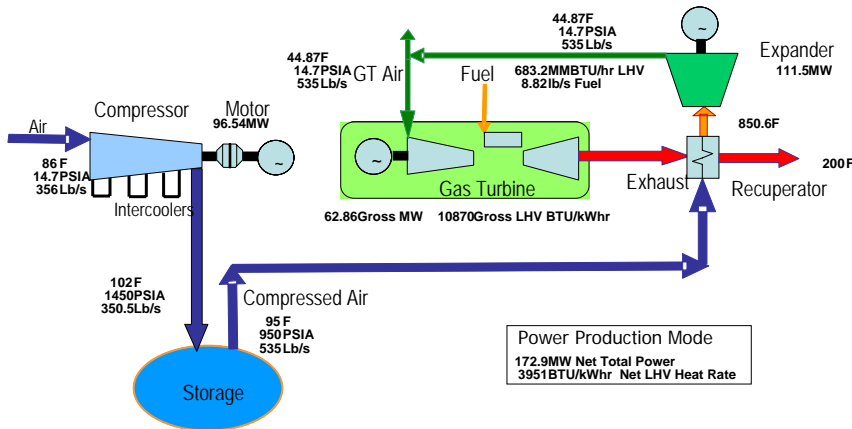 44.87F
14.7PSIA
535Lb/s
Expander
111.5MW
44.87F
14.7PSIA
535Lb/s
GT Air
Fuel
683.2MMBTU/hr LHV
8.82lb/s Fuel
Compressor
Motor
96.54MW
Air
86F
14.7PSIA
356Lb/s
Intercoolers
~
~
~
850.6F
Gas Turbine
Exhaust
Recuperator
200F
62.86Gross MW
10870Gross LHV BTU/kWhr
102F
1450PSIA
350.5Lb/s
Compressed Air
95F
950PSIA
535Lb/s
Storage
Power Production Mode
172.9MW Net Total Power
3951BTU/kWhr Net LHV Heat Rate